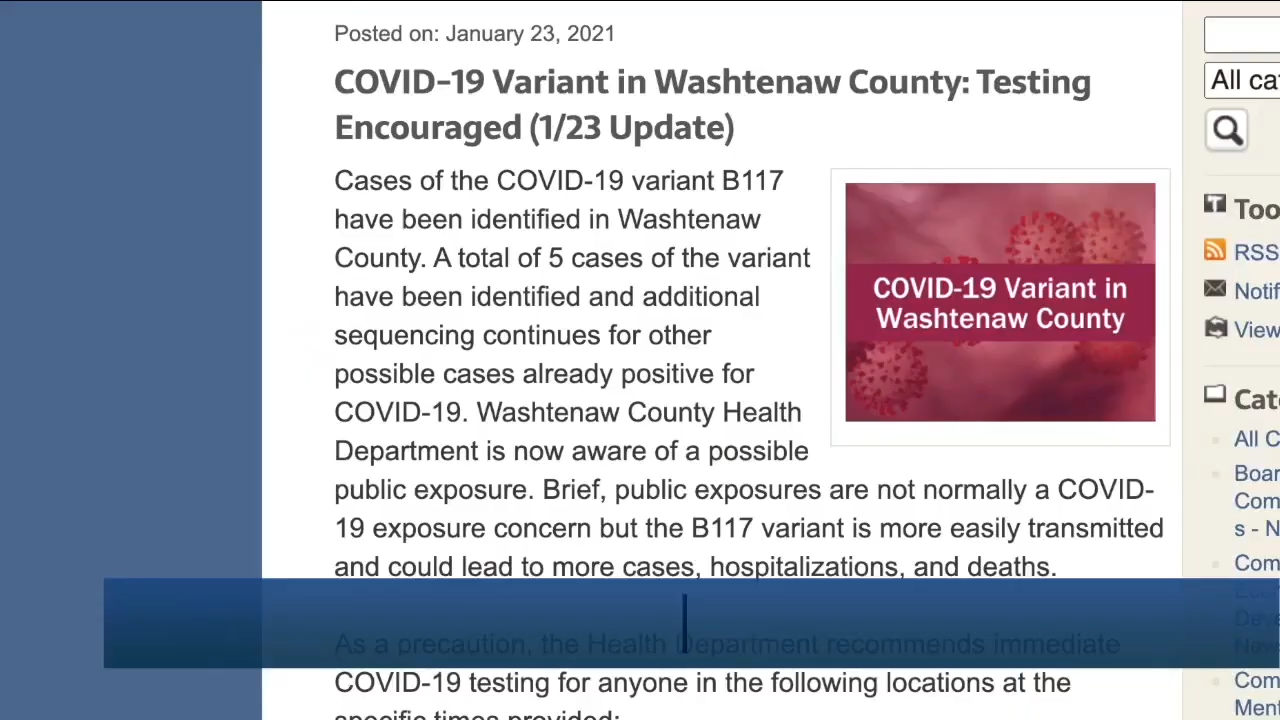 Posted on: January 23, 2021
COVID-19 Variant in Washtenaw County: Testing
Encouraged (1/23 Update)
Cases of the COVID-19 variant B117
have been identified in Washtenaw
County. A total of 5 cases of the variant
have been identified and additional
sequencing continues for other
possible cases already positive for
COVID-19. Washtenaw County Health
Department is now aware of a possible
public exposure. Brief, public exposures are not normally a COVID-
19 exposure concern but the B117 variant is more easily transmitted
and could lead to more cases, hospitalizations, and deaths.
As a precaution, the Health Department recommends immediate
COVID-19 testing for anyone in the following locations at the
specific times provided:
COVID-19 Variant in
Washtenaw County
All ca
Too
RSS
Notif
View
Cate
All C
Boar
Com
s - N
Com
Deve
News
Com
Ment